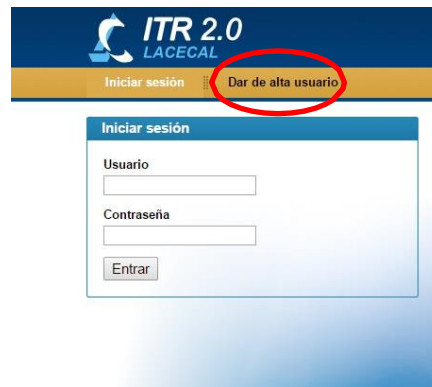 ITR 2.0
LACECAL
Iniciar sesión Dar de alta usuario
Iniciar sesión
Usuario
Contraseña
Entrar